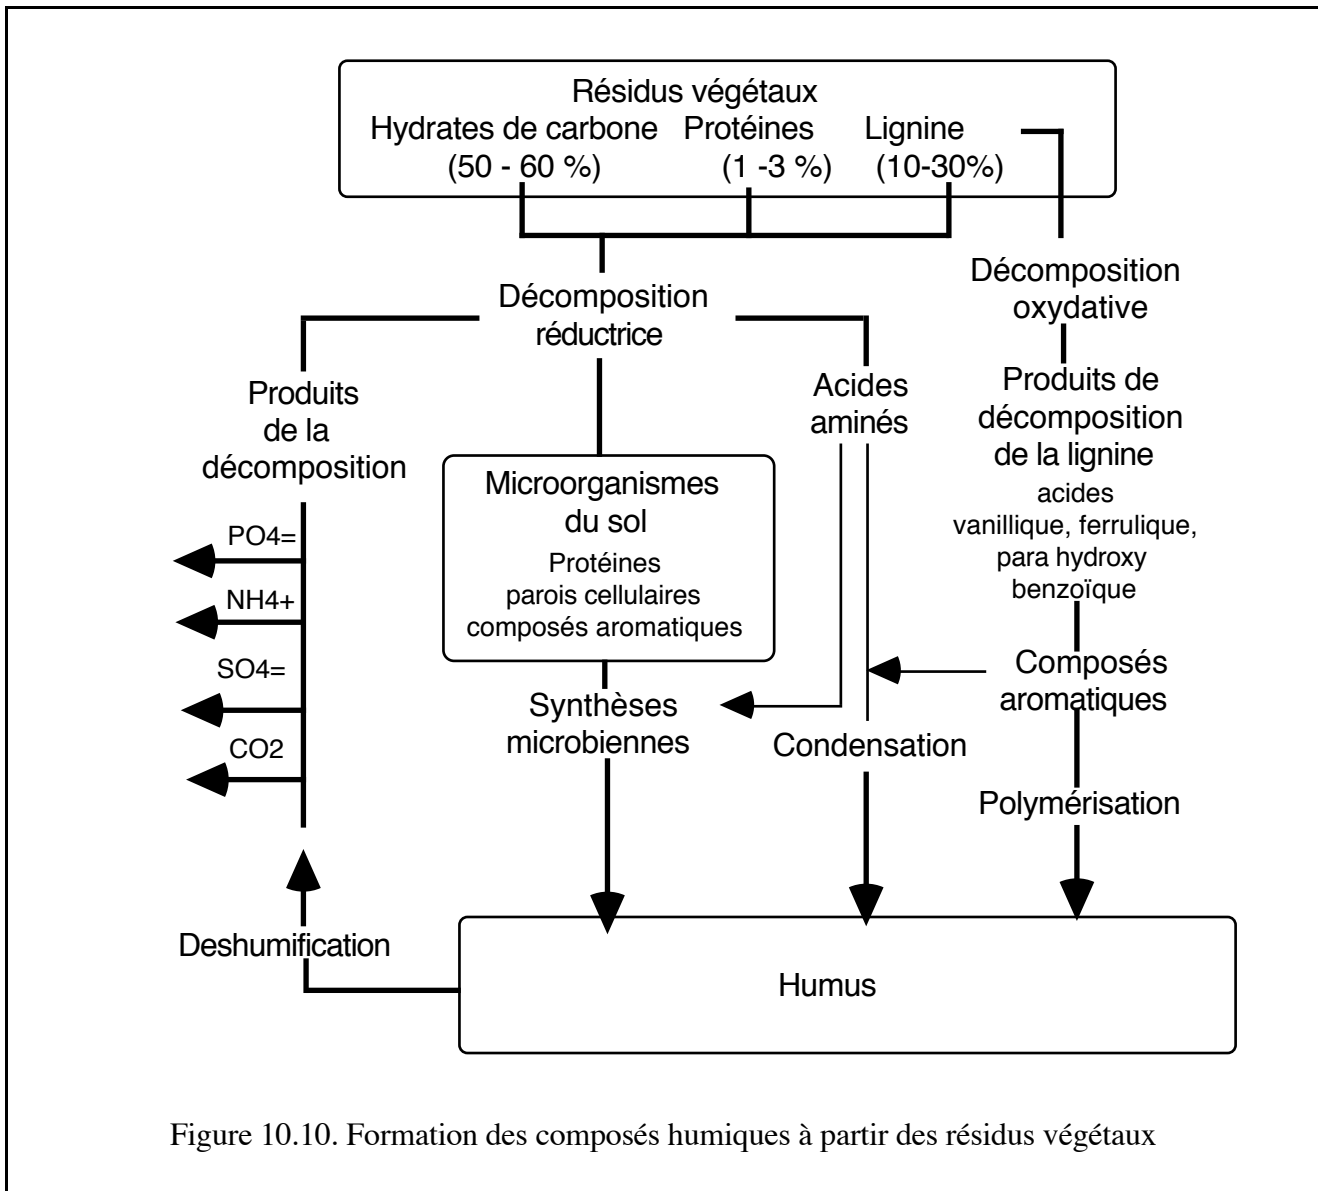 Résidus végétaux
Hydrates de carbone Protéines Lignine
(50 - 60 %) (1 -3 %) (10-30%)
Décomposition
réductrice
Décomposition
oxydative
Produits
de la
décomposition
PO4=
NH4+
SO4=
CO2
Microorganismes
du sol
Protéines
parois cellulaires
composés aromatiques
Synthèses
microbiennes
Acides
aminés
Condensation
Produits de
décomposition
de la lignine
acides
vanillique, ferrulique,
para hydroxy
benzoïque
Composés
aromatiques
Polymérisation
Deshumification
Humus
Figure 10.10. Formation des composés humiques à partir des résidus végétaux